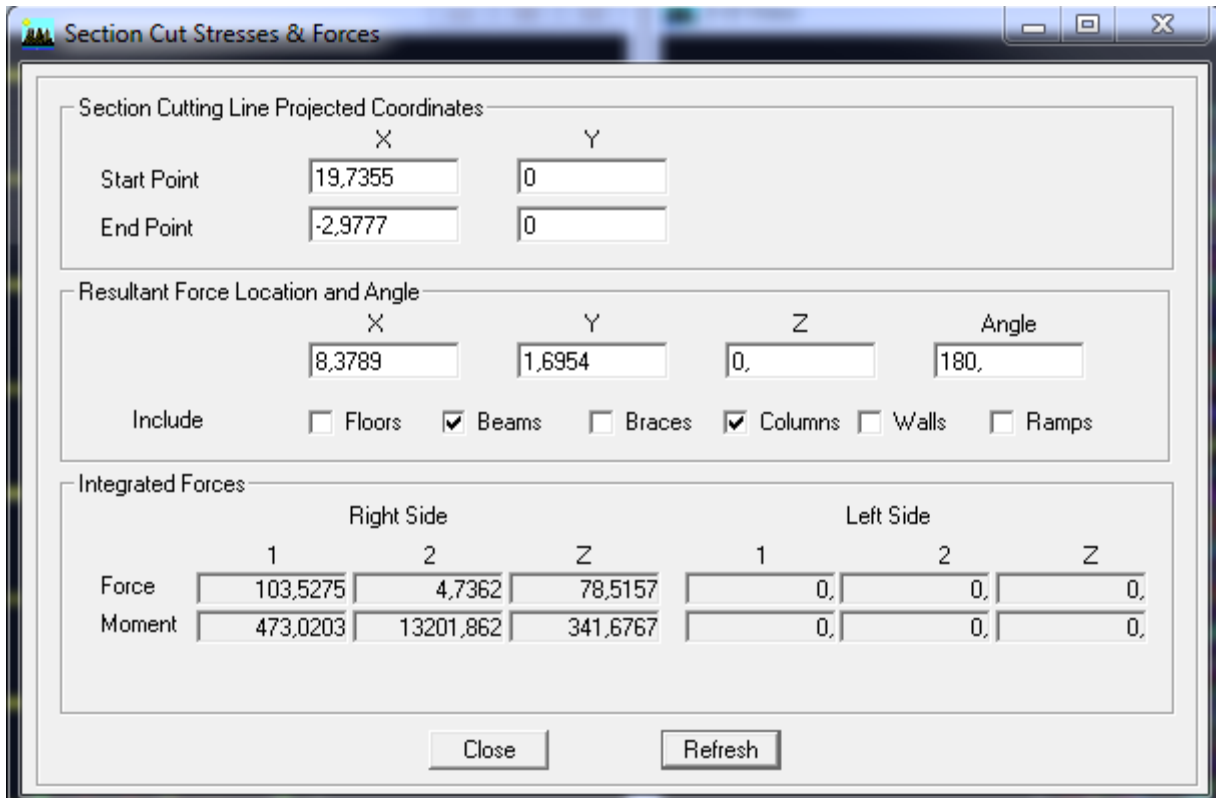 Section Cut Stresses & Forces
Section Cutting Line Projected Coordinates
X Y
Start Point 19,7355 0
End Point -2,9777 0
Resultant Force Location and Angle
X Y Z Angle
8,3789 1,6954 0, 180,
Include Floors Beams Braces Columns Walls Ramps
Integrated Forces
Right Side Left Side
1 2 Z 1 2 Z
Force 103,5275 4,7362 78,5157 0, 0, 0,
Moment 473,0203 13201,862 341,6767 0, 0, 0,
Close Refresh